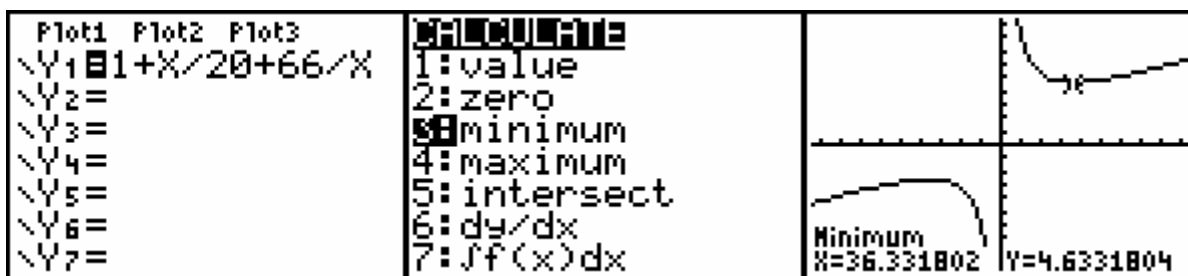 Plot1 Plot2 Plot3
\Y1=1+X/20+66/X
\Y2=
\Y3=
\Y4=
\Y5=
\Y6=
\Y7=
CALCULATE
1:value
2:zero
3:minimum
4:maximum
5:intersect
6:dy/dx
7:∫f(x)dx
Minimum
X=36.331802 Y=4.6331804